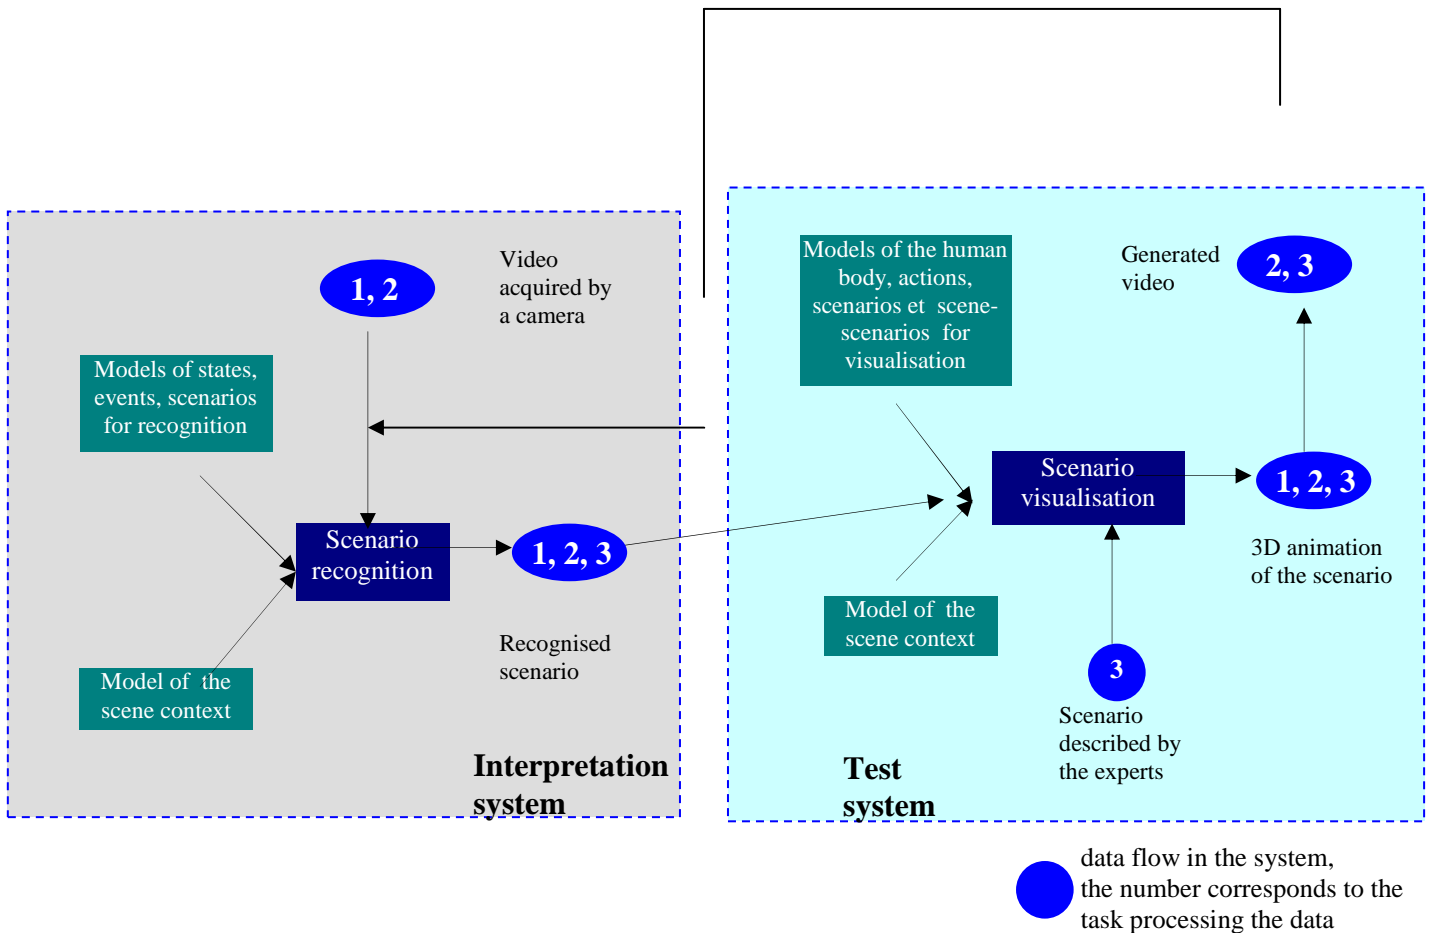 Video
acquired by
a camera
1, 2
Models of states,
events, scenarios
for recognition
Scenario
recognition
1, 2, 3
Recognised
scenario
Model of the
scene context
Interpretation
system
Models of the human
body, actions,
scenarios et scene-
scenarios for
visualisation
Generated
video
2, 3
Scenario
visualisation
1, 2, 3
3D animation
of the scenario
Model of the
scene context
3
Scenario
described by
the experts
Test
system
data flow in the system,
the number corresponds to the
task processing the data